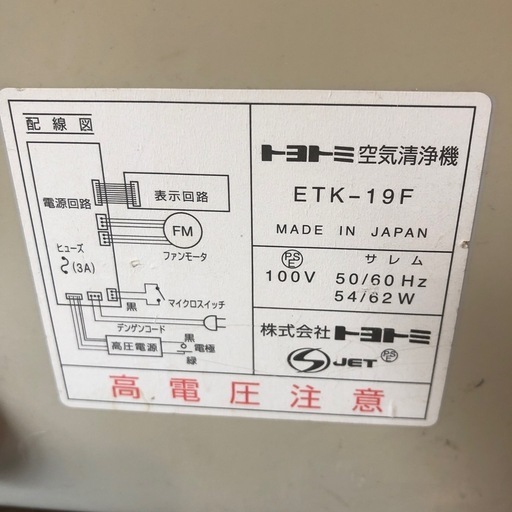 配線図
電源回路
表示回路
FM
ファンモータ
ヒューズ
(3A)
黒
マイクロスイッチ
デンゲンコード
高圧電源
黒
電極
緑
トヨトミ空気清浄機
ETK-19F
MADE IN JAPAN
PSE サレム
100V 50/60Hz
54/62W
株式会社トヨトミ
S JET PSE
高電圧注意